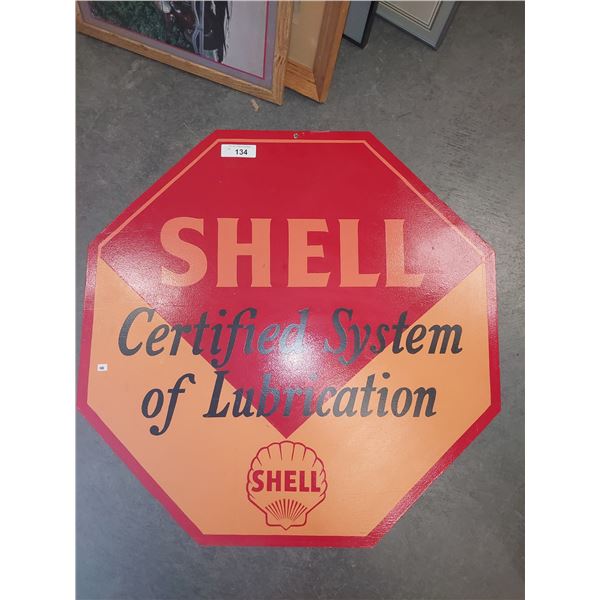 134
SHELL
Certified System
of Lubrication
SHELL